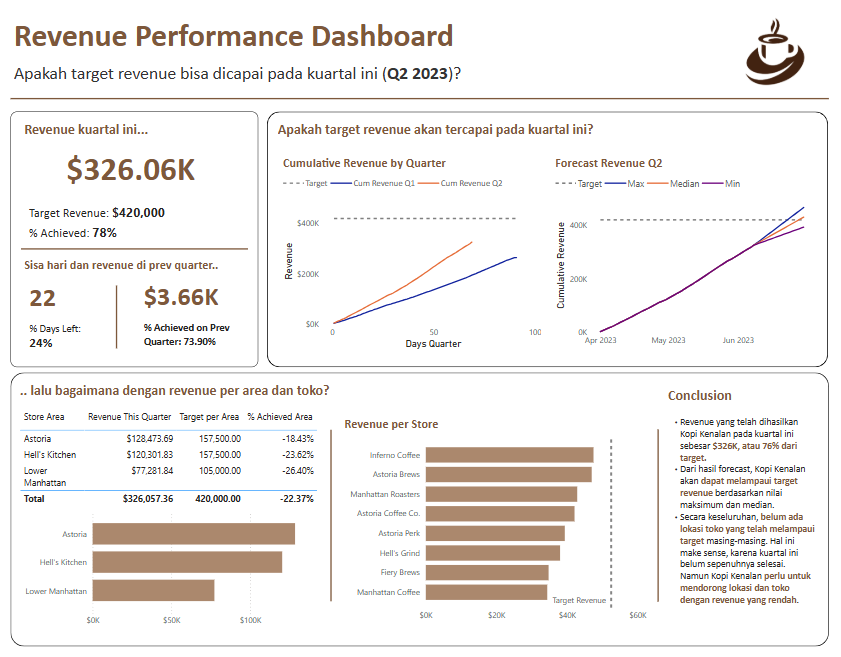 Revenue Performance Dashboard
Apakah target revenue bisa dicapai pada kuartal ini (Q2 2023)?
Revenue kuartal ini...
$326.06K
Target Revenue: $420,000
% Achieved: 78%
Sisa hari dan revenue di prev quarter..
22
% Days Left:
24%
$3.66K
% Achieved on Prev
Quarter: 73.90%
Apakah target revenue akan tercapai pada kuartal ini?
Cumulative Revenue by Quarter
Target Cum Revenue Q1 Cum Revenue Q2
Revenue
$400K
$200K
$0K
0 50 100
Days Quarter
Forecast Revenue Q2
Target Max Median Min
Cumulative Revenue
400K
200K
0K
Apr 2023 May 2023 Jun 2023
.. lalu bagaimana dengan revenue per area dan toko?
Store Area Revenue This Quarter Target per Area % Achieved Area
Astoria $128,473.69 157,500.00 -18.43%
Hell's Kitchen $120,301.83 157,500.00 -23.62%
Lower $77,281.84 105,000.00 -26.40%
Manhattan
Total $326,057.36 420,000.00 -22.37%
Astoria
Hell's Kitchen
Lower Manhattan
$0K $50K $100K
Revenue per Store
Inferno Coffee
Astoria Brews
Manhattan Roasters
Astoria Coffee Co.
Astoria Perk
Hell's Grind
Fiery Brews
Manhattan Coffee
Target Revenue
$0K $20K $40K $60K
Conclusion
• Revenue yang telah dihasilkan
Kopi Kenalan pada kuartal ini
sebesar $326K, atau 76% dari
target.
• Dari hasil forecast, Kopi Kenalan
akan dapat melampaui target
revenue berdasarkan nilai
maksimum dan median.
• Secara keseluruhan, belum ada
lokasi toko yang telah melampaui
target masing-masing. Hal ini
make sense, karena kuartal ini
belum sepenuhnya selesai.
Namun Kopi Kenalan perlu untuk
mendorong lokasi dan toko
dengan revenue yang rendah.